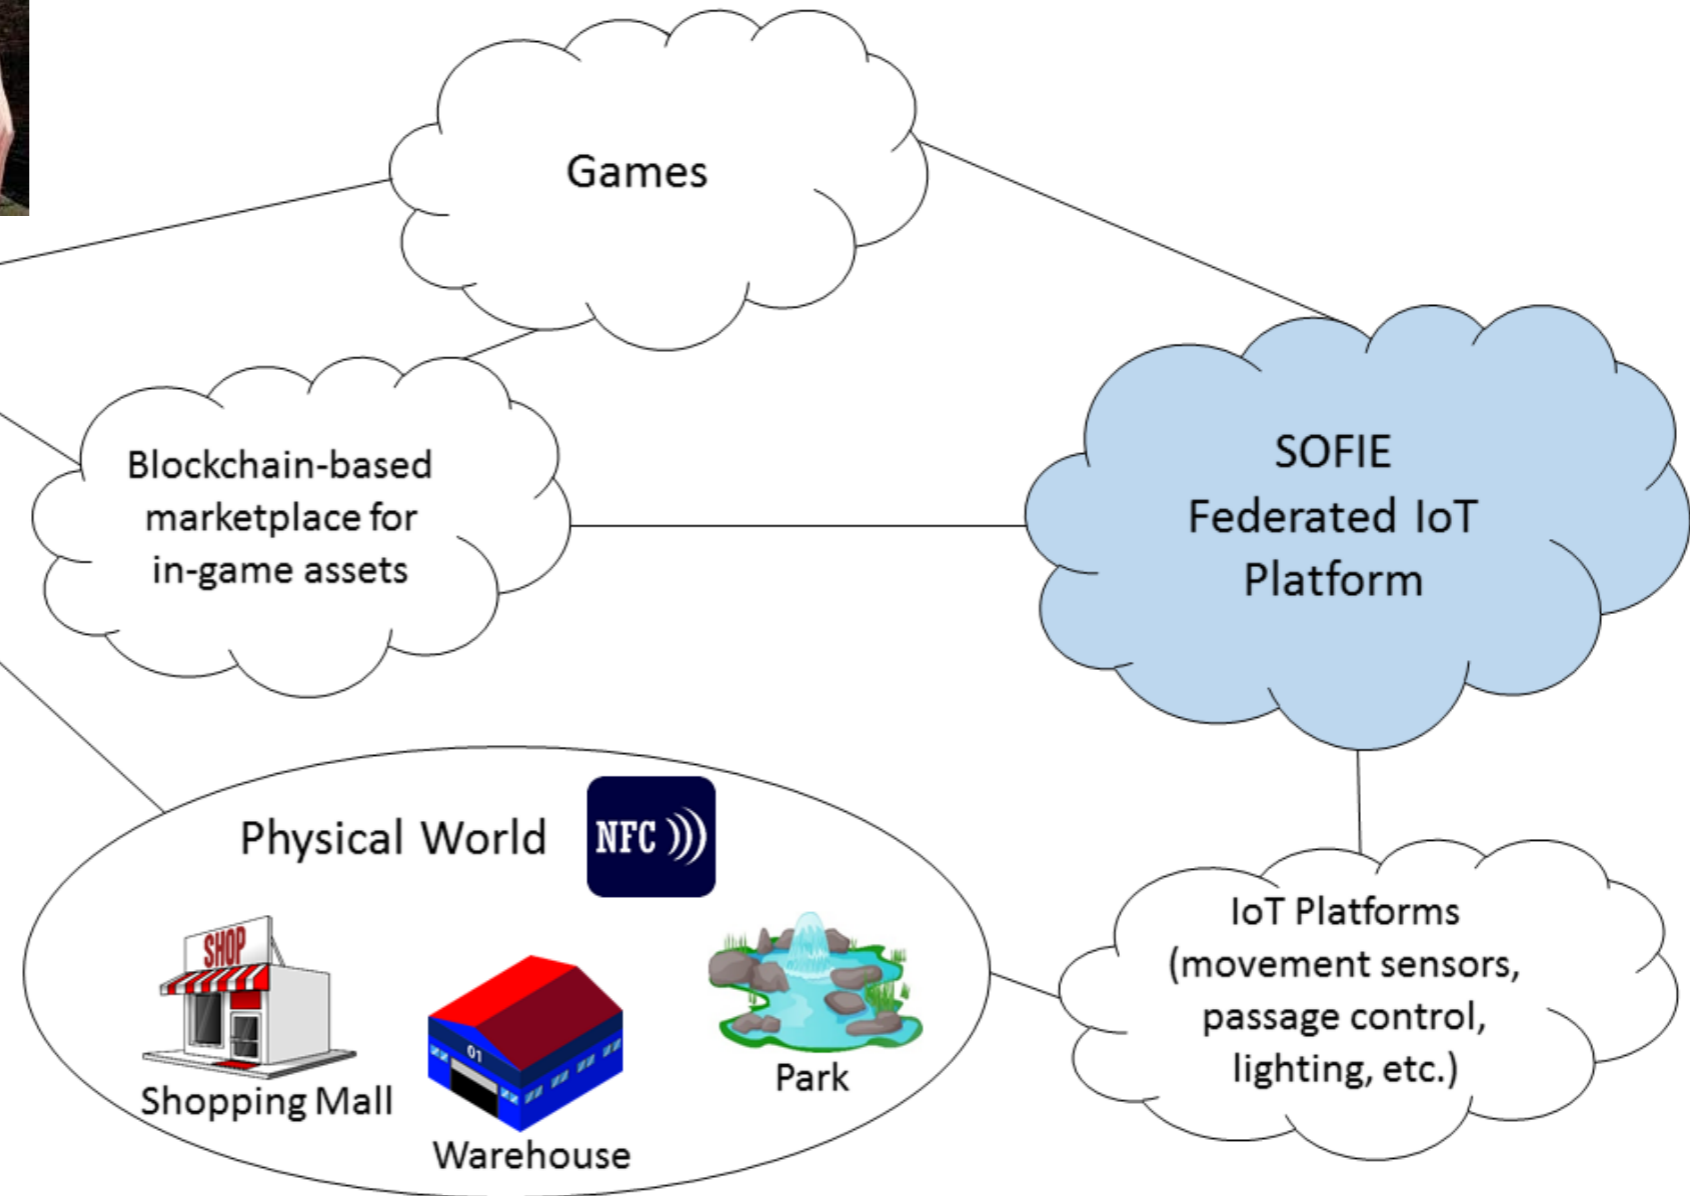 Games
Blockchain-based
marketplace for
in-game assets
SOFIE
Federated IoT
Platform
Physical World
NFC
SHOP
Shopping Mall
01
Warehouse
Park
IoT Platforms
(movement sensors,
passage control,
lighting, etc.)